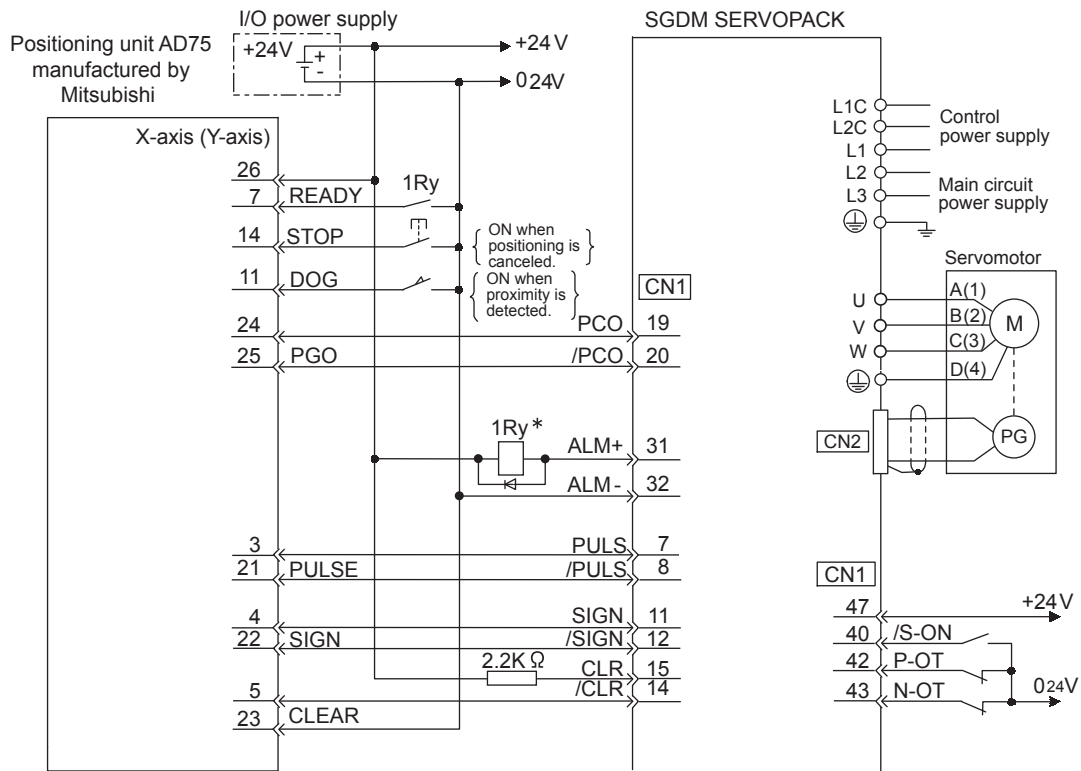 I/O power supply
SGDM SERVOPACK
Positioning unit AD75
manufactured by
Mitsubishi
+24V
+
-
+24 V
024V
X-axis (Y-axis)
26
7 READY 1Ry
14 STOP
ON when
positioning is
canceled.
11 DOG
ON when
proximity is
detected.
CN1
24 PCO 19
25 PGO /PCO 20
1Ry*
ALM+ 31
ALM- 32
3 PULS 7
21 PULSE /PULS 8
4 SIGN 11
22 SIGN /SIGN 12
2.2K Ω
CLR 15
5 /CLR 14
23 CLEAR
L1C
L2C
Control
power supply
L1
L2
L3
Main circuit
power supply
Servomotor
U A(1)
V B(2)
W C(3)
D(4)
M
CN2
PG
CN1
47 +24V
40 /S-ON
42 P-OT
43 N-OT
024V